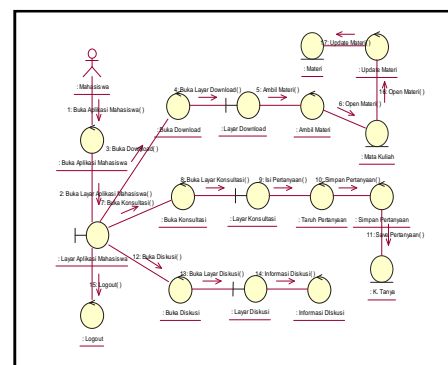 17: Update Materi( )
: Materi
: Update Materi
: Mahasiswa
4: Buka Layar Download( )
5: Ambil Materi( )
16: Open Materi( )
1: Buka Aplikasi Mahasiswa( )
6: Open Materi( )
: Buka Download
: Layar Download
: Ambil Materi
3: Buka Download( )
: Mata Kuliah
: Buka Aplikasi Mahasiswa
8: Buka Layar Konsultasi( )
9: Isi Pertanyaan( )
10: Simpan Pertanyaan( )
2: Buka Layar Aplikasi Mahasiswa( )
7: Buka Konsultasi( )
: Buka Konsultasi
: Layar Konsultasi
: Taruh Pertanyaan
: Simpan Pertanyaan
11: Save Pertanyaan( )
12: Buka Diskusi( )
: Layar Aplikasi Mahasiswa
13: Buka Layar Diskusi( )
14: Informasi Diskusi( )
15: Logout( )
: K. Tanya
: Buka Diskusi
: Layar Diskusi
: Informasi Diskusi
: Logout